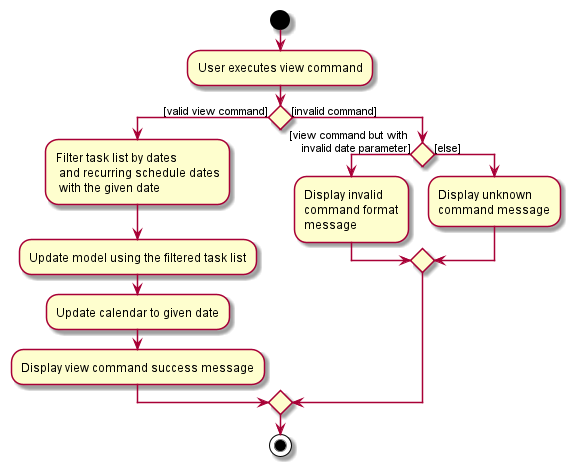 User executes view command
[valid view command]
[invalid command]
[view command but with
invalid date parameter]
[else]
Filter task list by dates
and recurring schedule dates
with the given date
Display invalid
command format
message
Display unknown
command message
Update model using the filtered task list
Update calendar to given date
Display view command success message